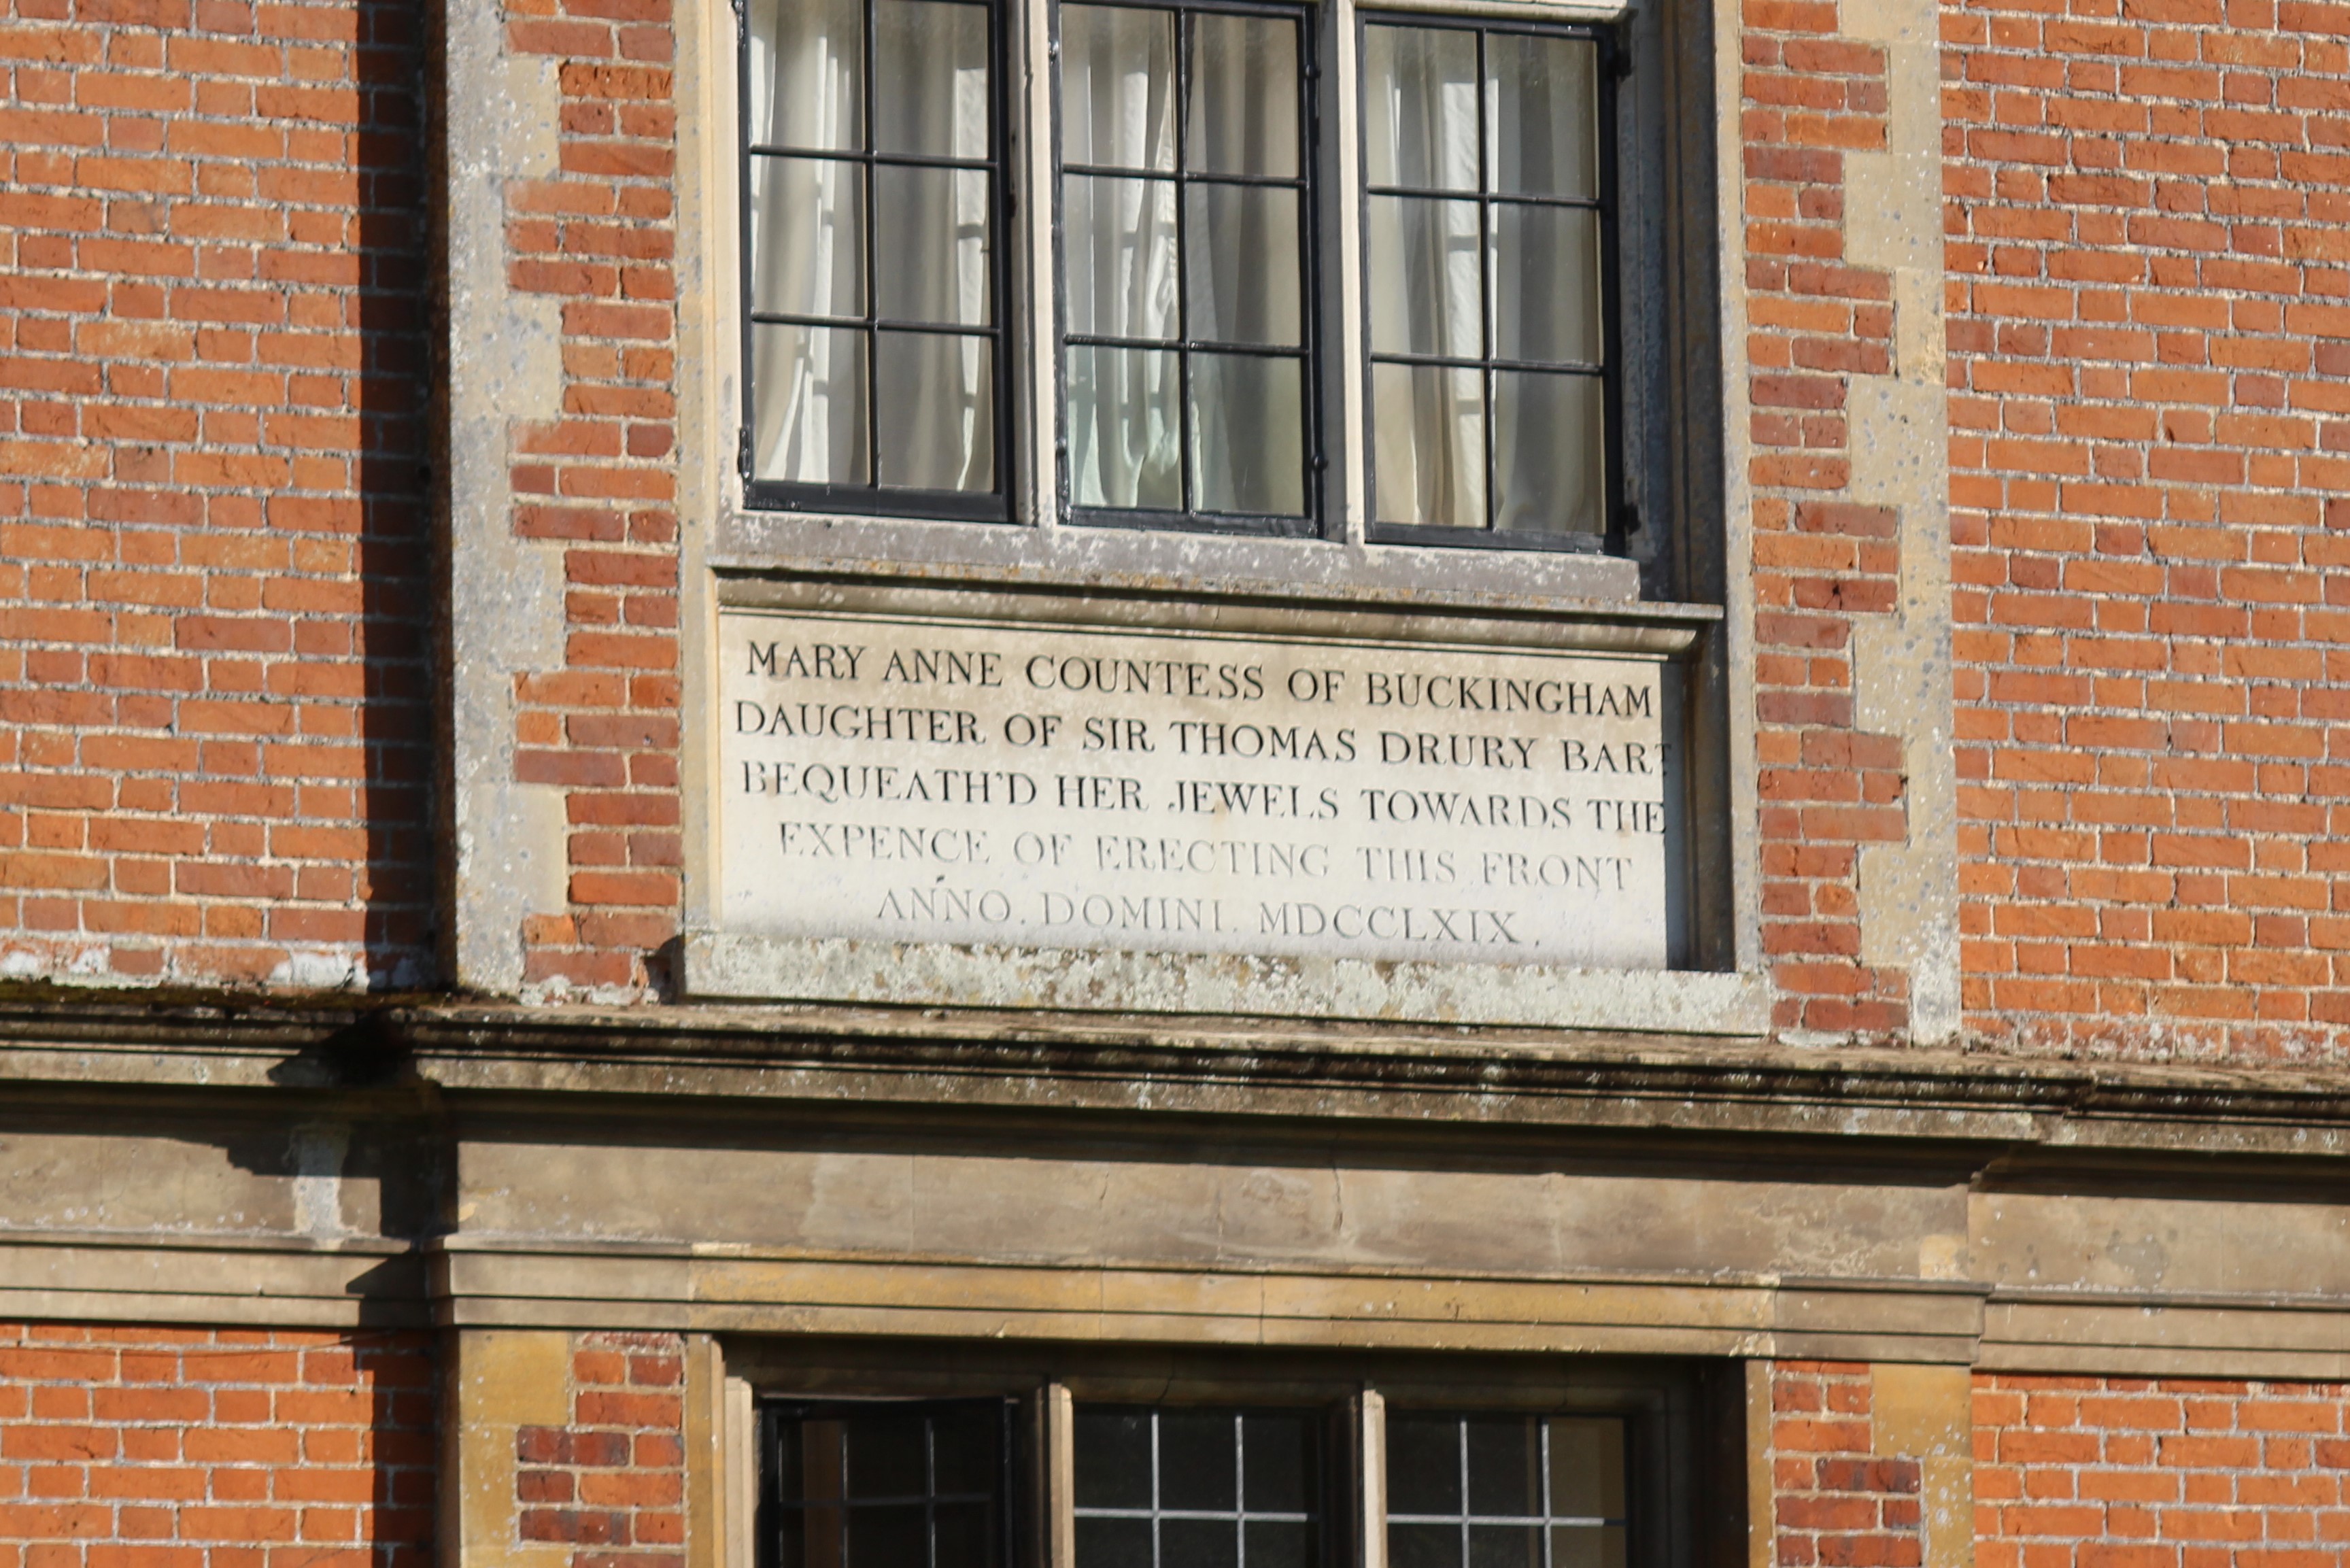 MARY ANNE COUNTESS OF BUCKINGHAM
DAUGHTER OF SIR THOMAS DRURY BART
BEQUEATH'D HER JEWELS TOWARDS THE
EXPENCE OF ERECTING THIS FRONT
ANNO. DOMINI. MDCCLXIX.